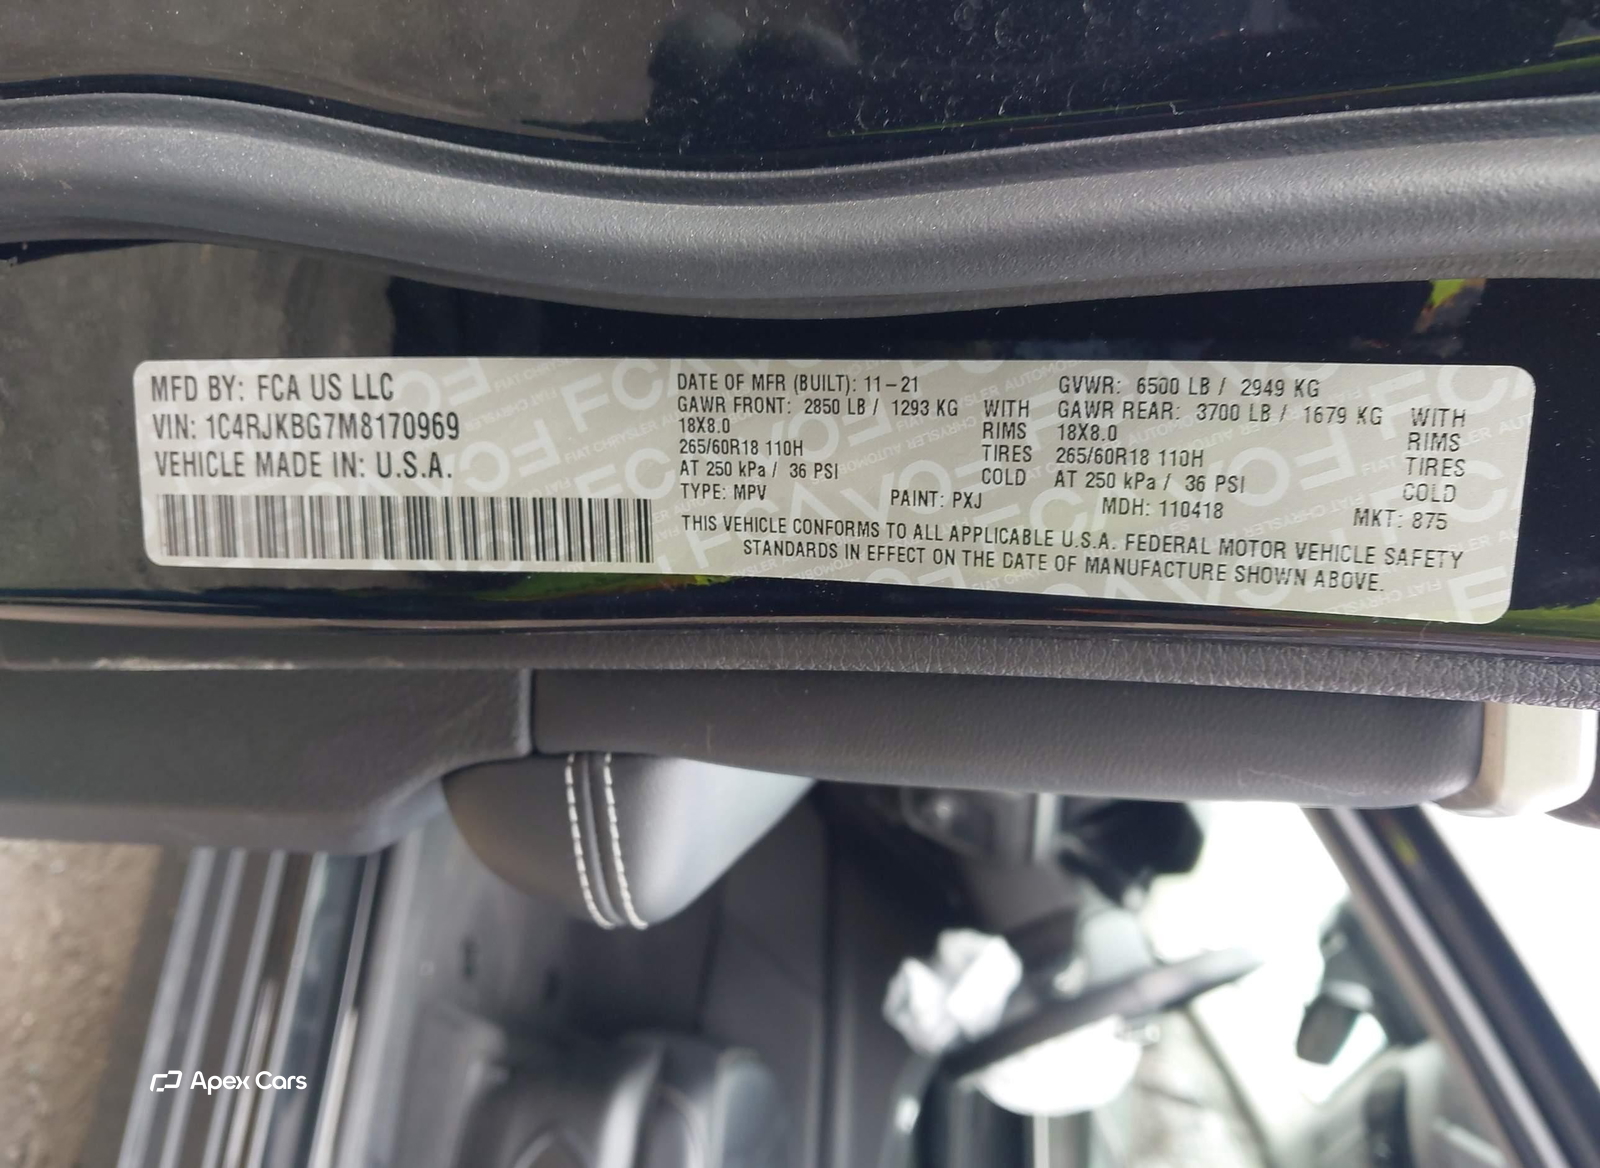 MFD BY: FCA US LLC
VIN: 1C4RJKBG7M8170969
VEHICLE MADE IN: U.S.A.
DATE OF MFR (BUILT): 11-21
GAWR FRONT: 2850 LB / 1293 KG WITH
18X8.0 RIMS
265/60R18 110H TIRES
AT 250 kPa / 36 PSI COLD
TYPE: MPV PAINT: PXJ
GVWR: 6500 LB / 2949 KG
GAWR REAR: 3700 LB / 1679 KG WITH
18X8.0 RIMS
265/60R18 110H TIRES
AT 250 kPa / 36 PSI COLD
MDH: 110418 MKT: 875
THIS VEHICLE CONFORMS TO ALL APPLICABLE U.S.A. FEDERAL MOTOR VEHICLE SAFETY
STANDARDS IN EFFECT ON THE DATE OF MANUFACTURE SHOWN ABOVE.
Apex Cars